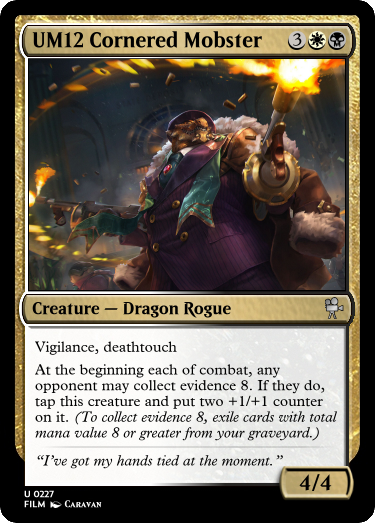 UM12 Cornered Mobster 3
Creature — Dragon Rogue
Vigilance, deathtouch
At the beginning each of combat, any
opponent may collect evidence 8. If they do,
tap this creature and put two +1/+1 counter
on it. (To collect evidence 8, exile cards with total
mana value 8 or greater from your graveyard.)
“I’ve got my hands tied at the moment.”
4/4
U 0227
FILM Caravan